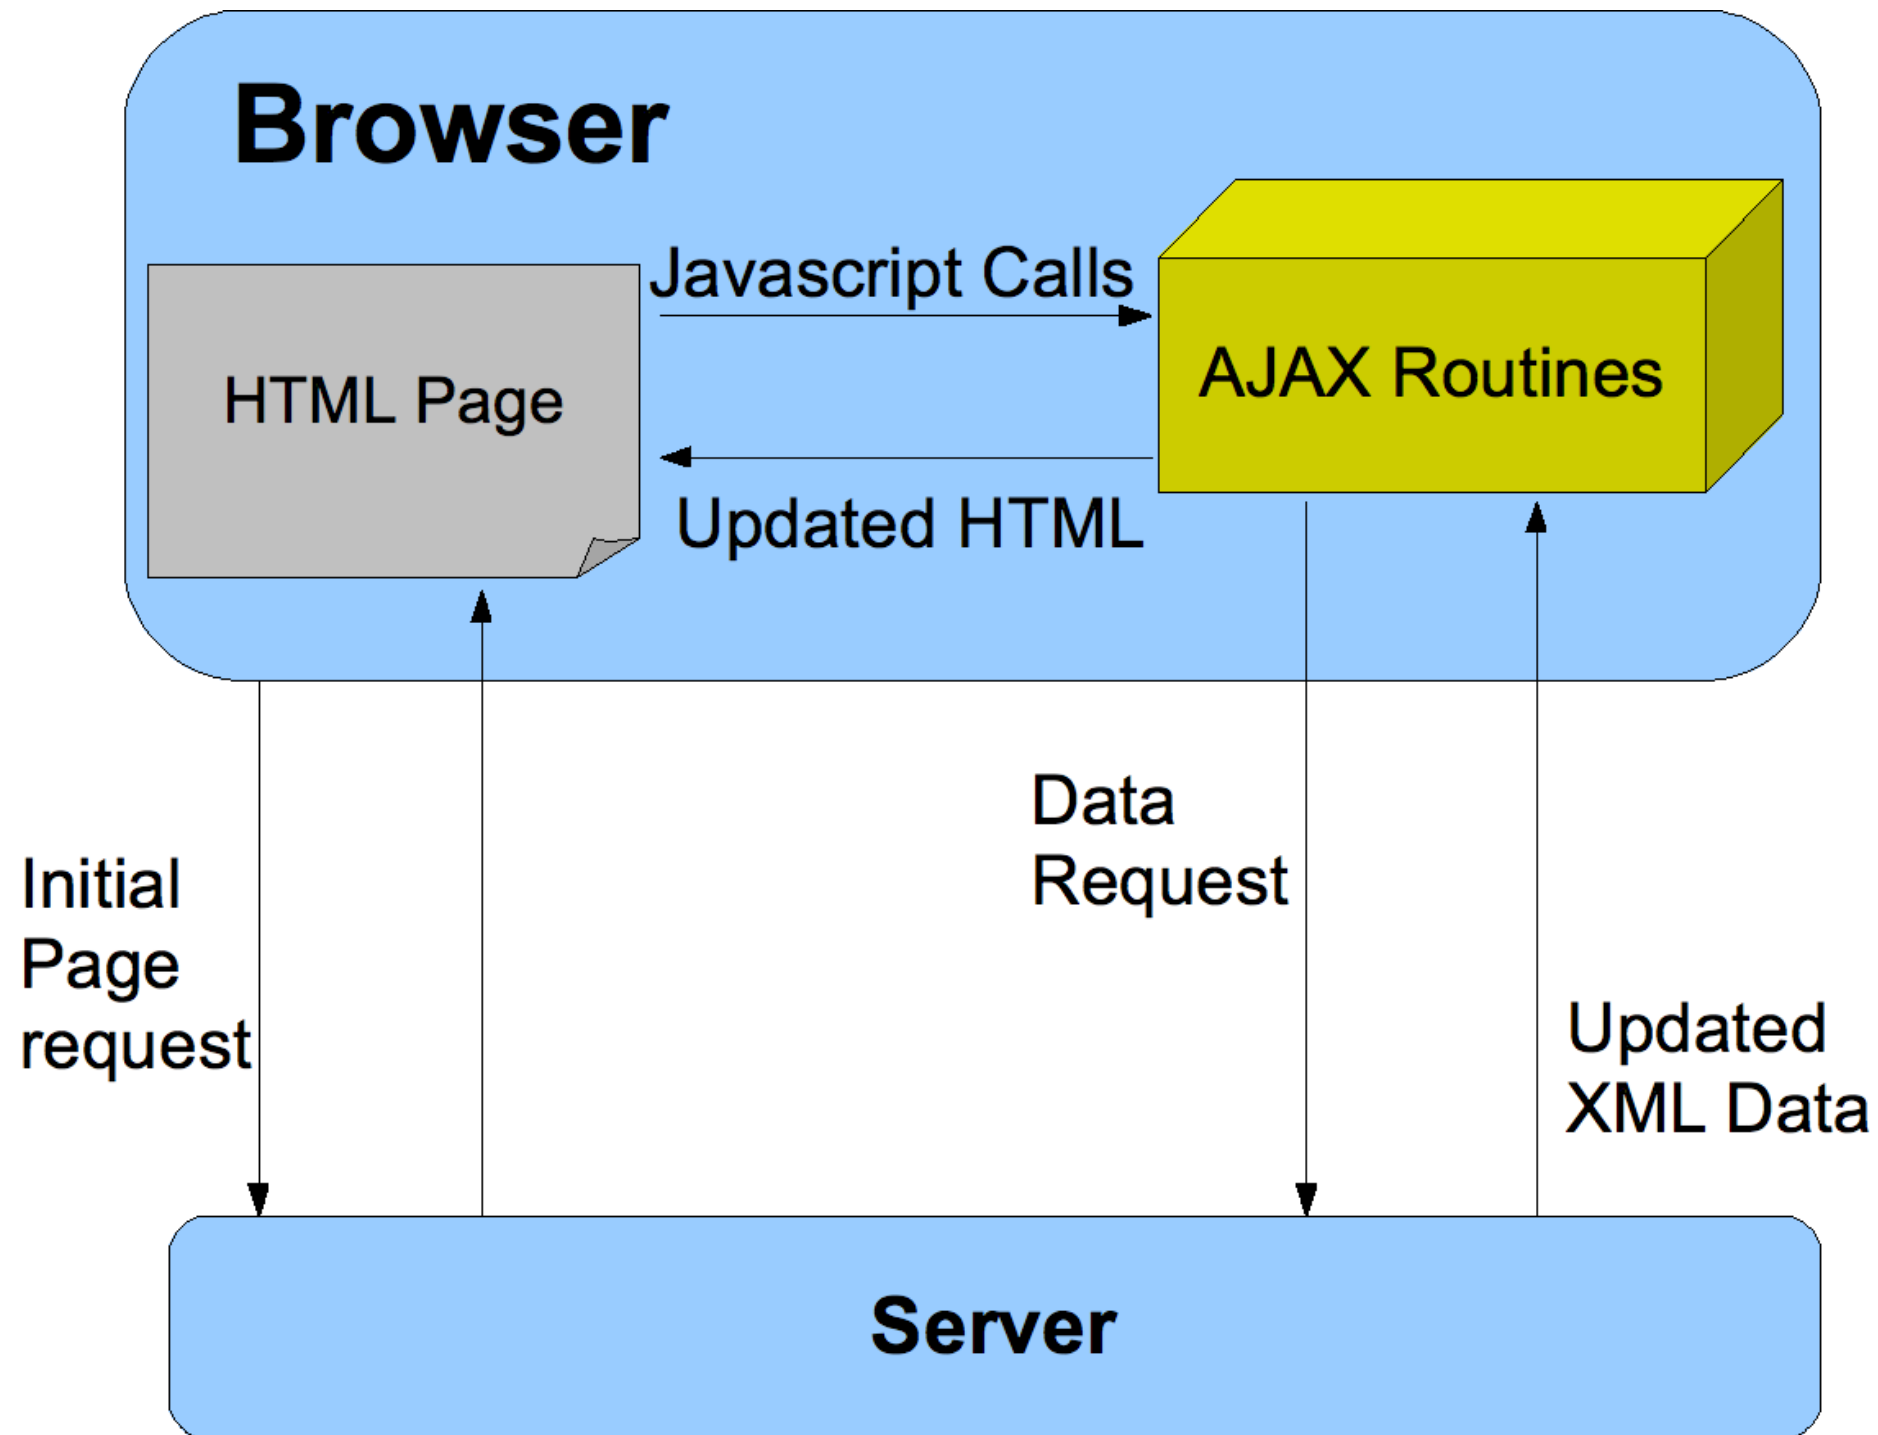 Browser
Javascript Calls
HTML Page
AJAX Routines
Updated HTML
Initial
Page
request
Data
Request
Updated
XML Data
Server